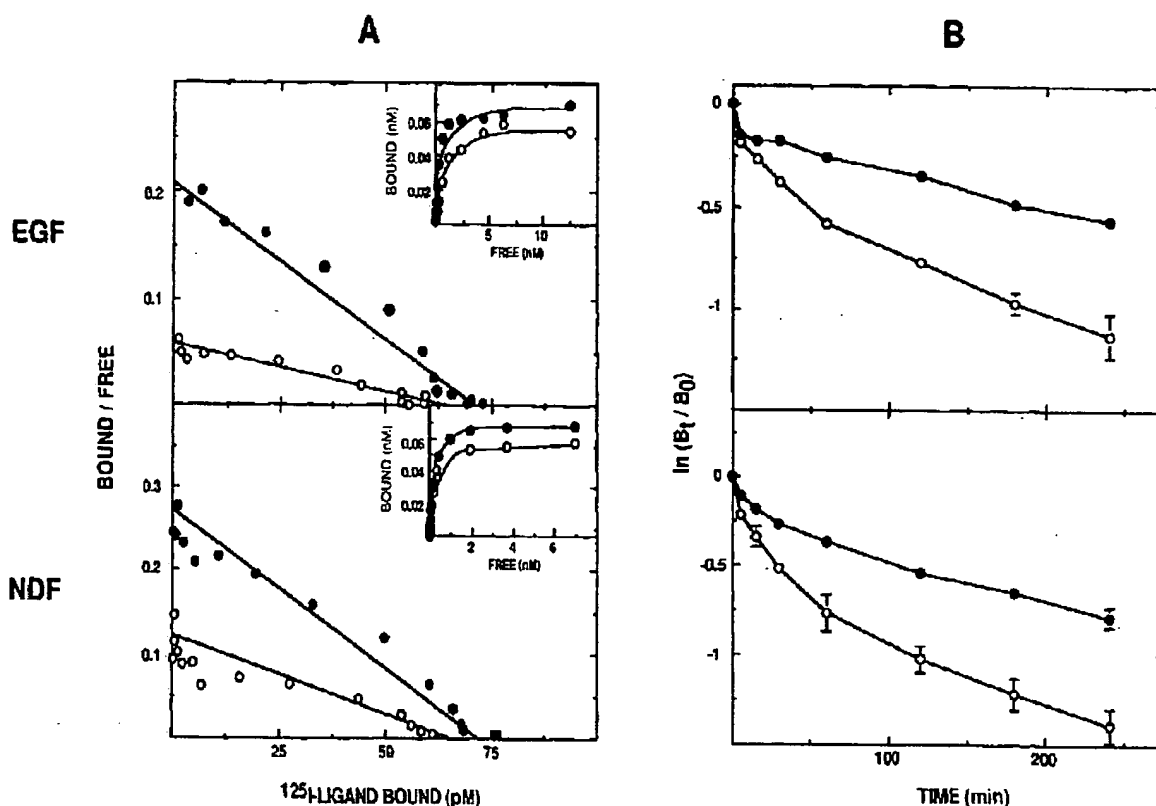 A
B
EGF
NDF
BOUND / FREE
0.2
0.1
0.3
0.2
0.1
25
50
75
125I-LIGAND BOUND (pM)
BOUND (nM)
0.06
0.04
0.02
5
10
FREE (nM)
BOUND (nM)
0.06
0.04
0.02
2
4
6
FREE (nM)
ln (Bt / B0)
0
-0.5
-1
0
-0.5
-1
100
200
TIME (min)